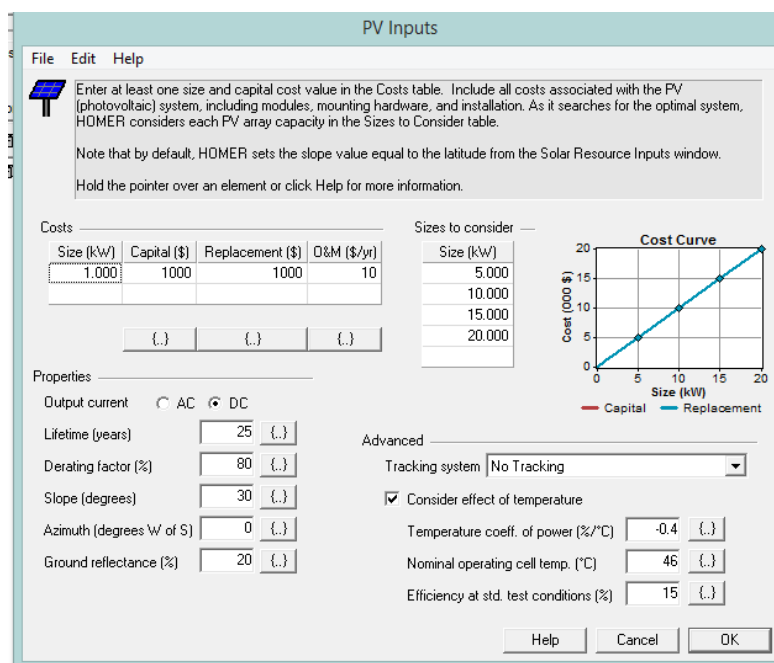 PV Inputs
File Edit Help
Enter at least one size and capital cost value in the Costs table. Include all costs associated with the PV
(photovoltaic) system, including modules, mounting hardware, and installation. As it searches for the optimal system,
HOMER considers each PV array capacity in the Sizes to Consider table.
Note that by default, HOMER sets the slope value equal to the latitude from the Solar Resource Inputs window.
Hold the pointer over an element or click Help for more information.
Costs
Size (kW) Capital ($) Replacement ($) O&M ($/yr)
1.000 1000 1000 10
{..} {..} {..}
Sizes to consider
Size (kW)
5.000
10.000
15.000
20.000
Cost Curve
Cost (000 $)
20
15
10
5
0
0 5 10 15 20
Size (kW)
Capital Replacement
Properties
Output current AC DC
Lifetime (years) 25 {..}
Derating factor (%) 80 {..}
Slope (degrees) 30 {..}
Azimuth (degrees W of S) 0 {..}
Ground reflectance (%) 20 {..}
Advanced
Tracking system No Tracking
Consider effect of temperature
Temperature coeff. of power (%/°C) -0.4 {..}
Nominal operating cell temp. (°C) 46 {..}
Efficiency at std. test conditions (%) 15 {..}
Help Cancel OK